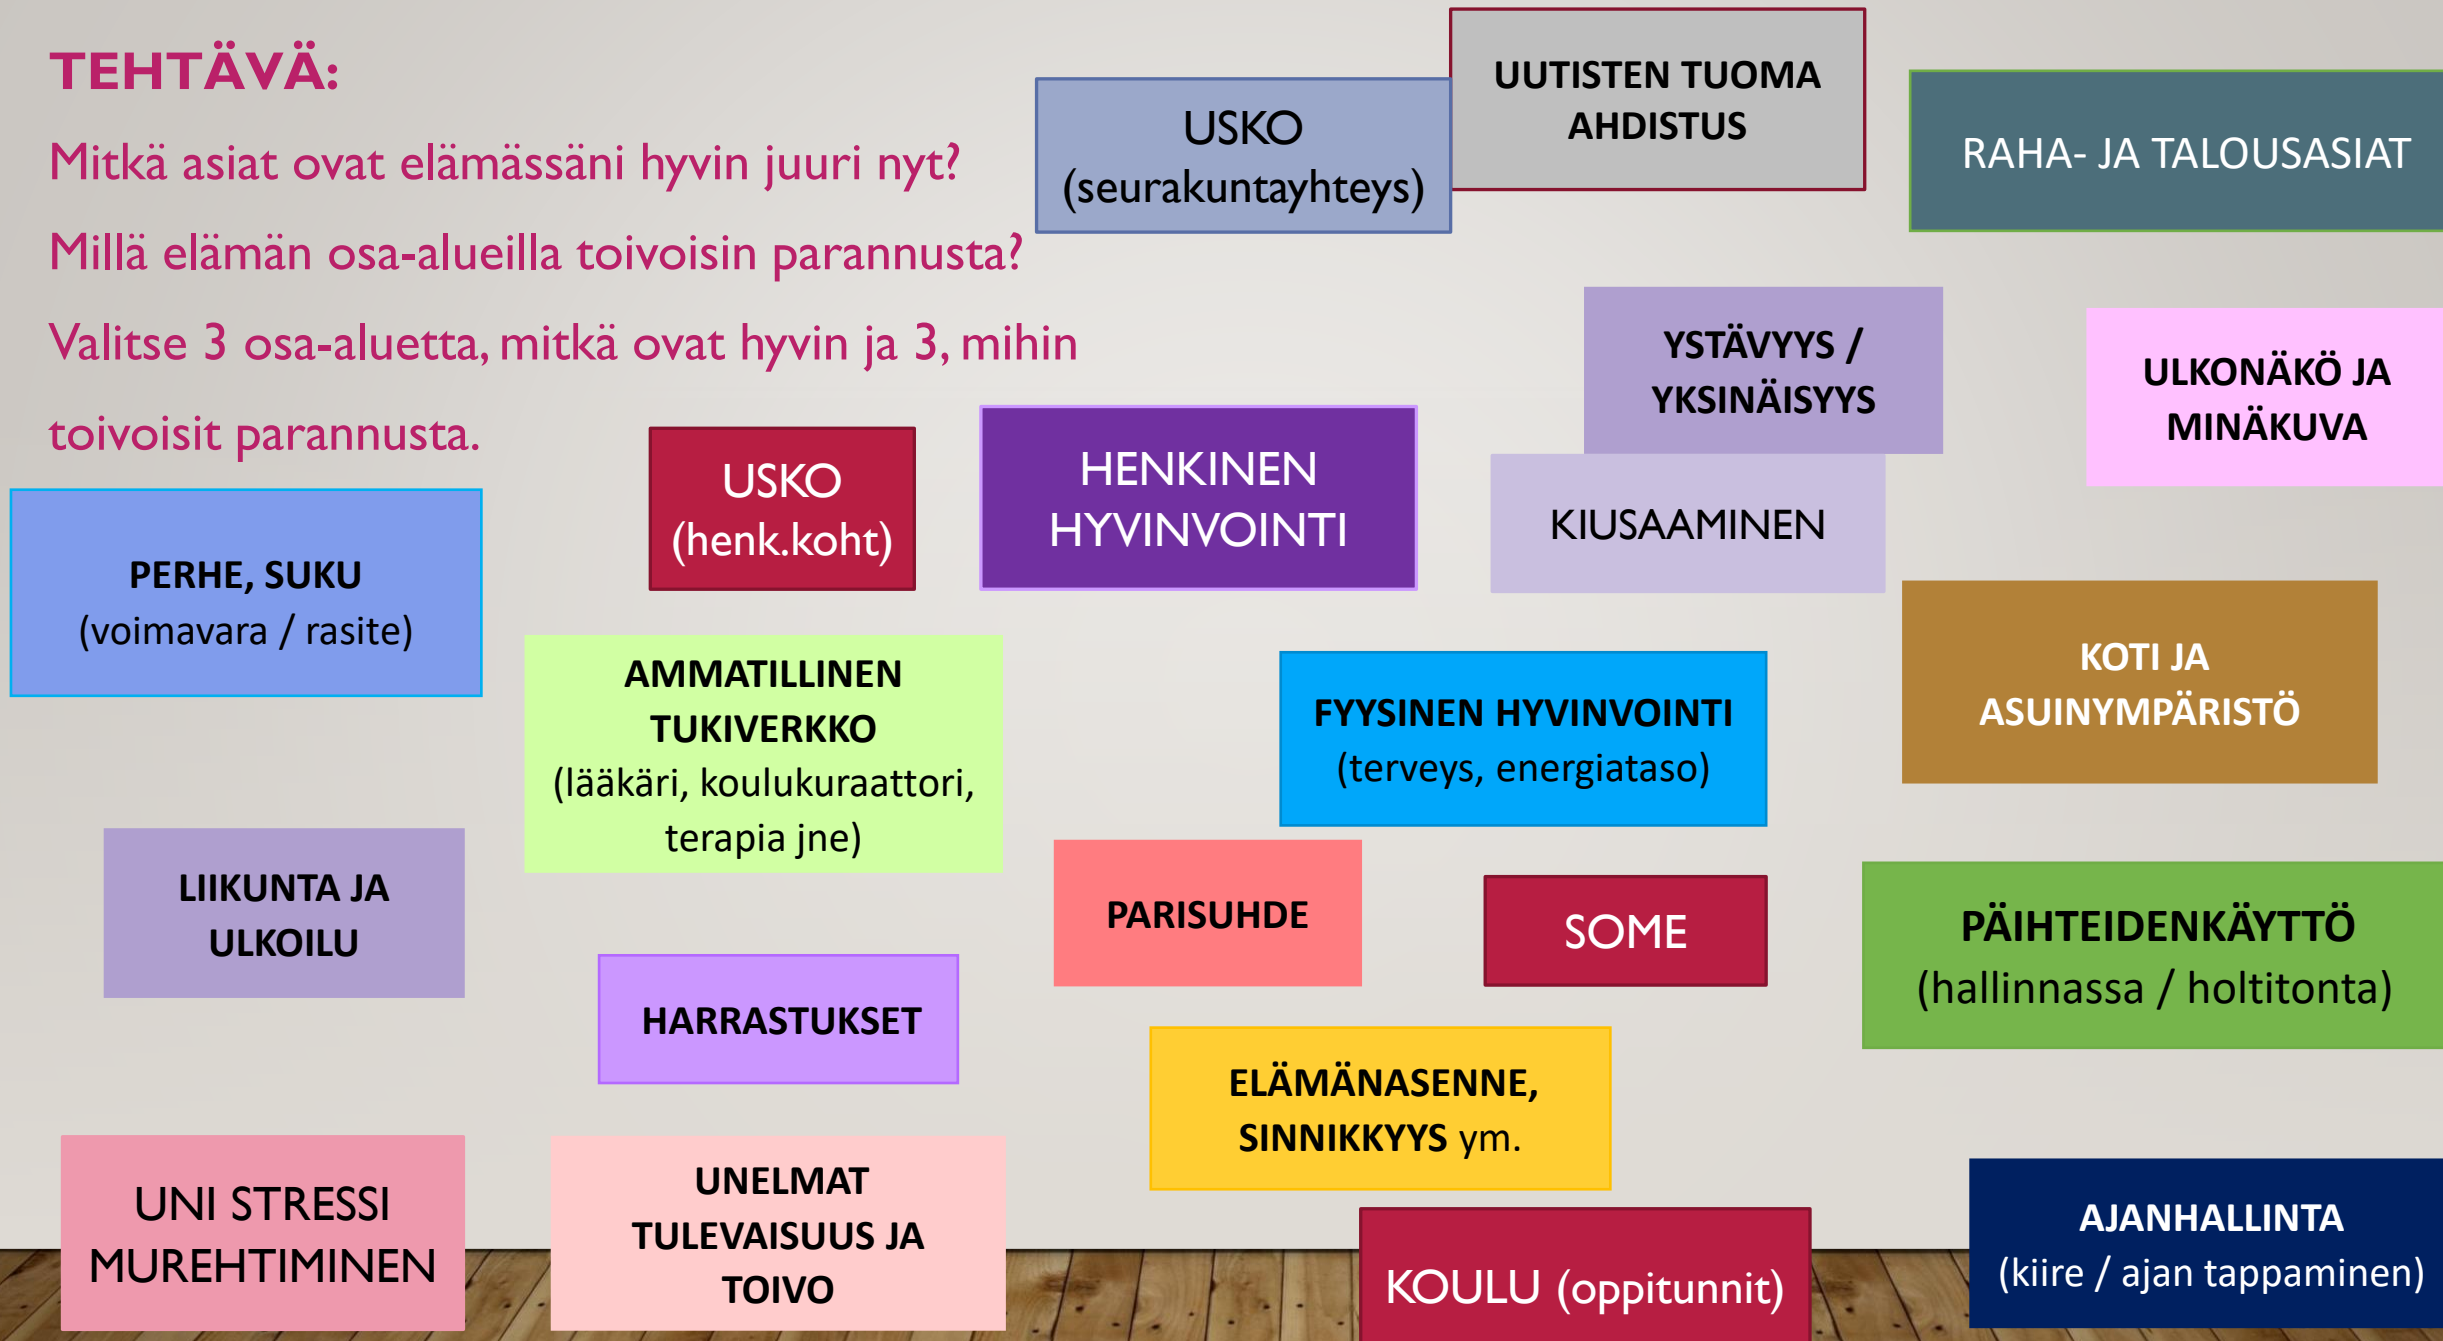 TEHTÄVÄ:
Mitkä asiat ovat elämässäni hyvin juuri nyt?
Millä elämän osa-alueilla toivoisin parannusta?
Valitse 3 osa-aluetta, mitkä ovat hyvin ja 3, mihin
toivoisit parannusta.
USKO
(seurakuntayhteys)
UUTISTEN TUOMA
AHDISTUS
RAHA- JA TALOUSASIAT
YSTÄVYYS /
YKSINÄISYYS
ULKONÄKÖ JA
MINÄKUVA
USKO
(henk.koht)
HENKINEN
HYVINVOINTI
KIUSAAMINEN
PERHE, SUKU
(voimavara / rasite)
AMMATILLINEN
TUKIVERKKO
(lääkäri, koulukuraattori,
terapia jne)
FYYSINEN HYVINVOINTI
(terveys, energiataso)
KOTI JA
ASUINYMPÄRISTÖ
LIIKUNTA JA
ULKOILU
PARISUHDE
SOME
PÄIHTEIDENKÄYTTÖ
(hallinnassa / holtitonta)
HARRASTUKSET
ELÄMÄNASENNE,
SINNIKKYYS ym.
UNI STRESSI
MUREHTIMINEN
UNELMAT
TULEVAISUUS JA
TOIVO
KOULU (oppitunnit)
AJANHALLINTA
(kiire / ajan tappaminen)